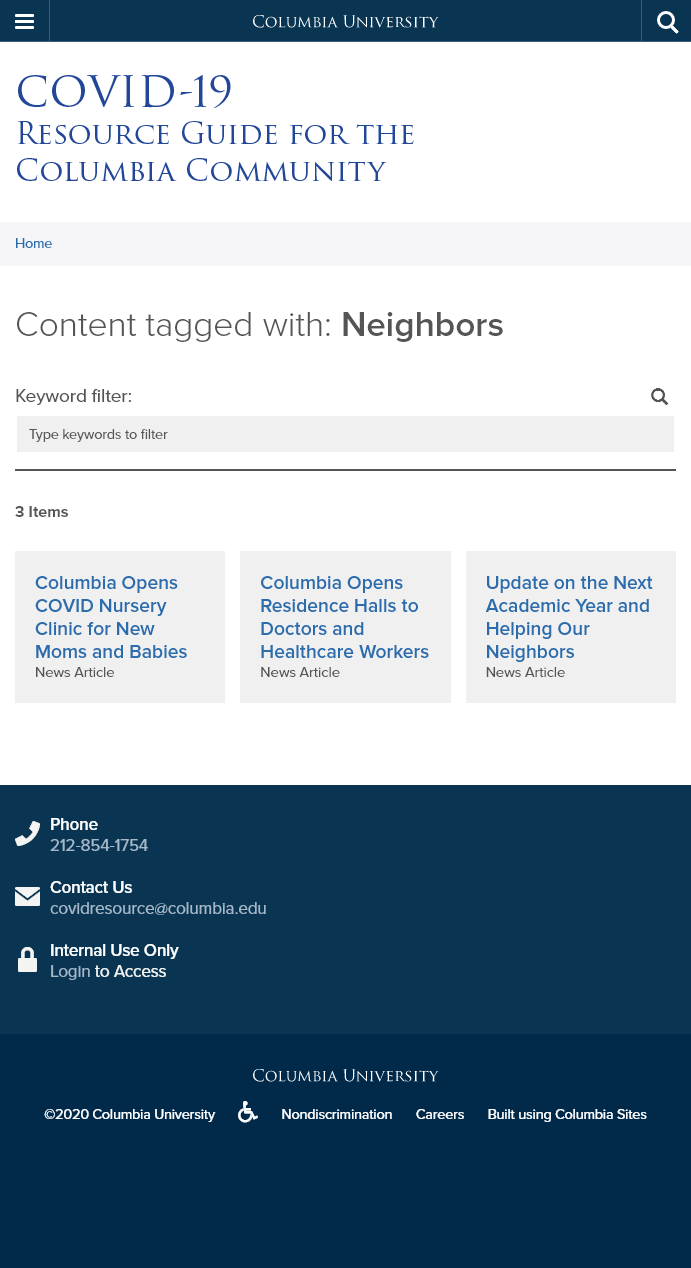 Columbia University
COVID-19
Resource Guide for the
Columbia Community
Home
Content tagged with: Neighbors
Keyword filter:
Type keywords to filter
3 Items
Columbia Opens
COVID Nursery
Clinic for New
Moms and Babies
News Article
Columbia Opens
Residence Halls to
Doctors and
Healthcare Workers
News Article
Update on the Next
Academic Year and
Helping Our
Neighbors
News Article
Phone
212-854-1754
Contact Us
covidresource@columbia.edu
Internal Use Only
Login to Access
Columbia University
©2020 Columbia University Nondiscrimination Careers Built using Columbia Sites